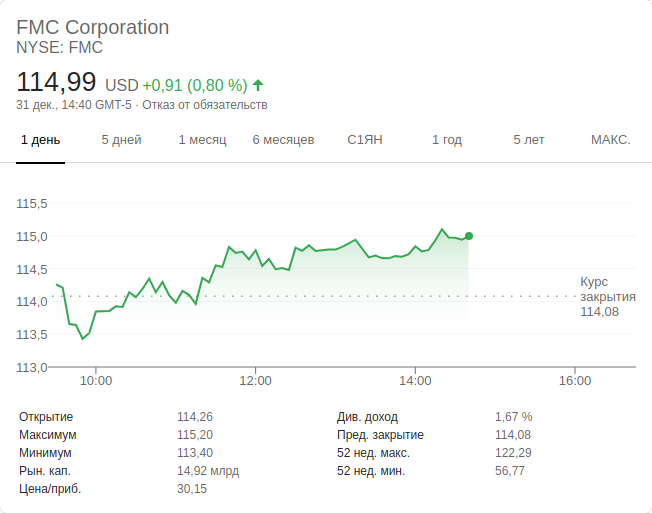 FMC Corporation
NYSE: FMC
114,99 USD +0,91 (0,80 %)
31 дек., 14:40 GMT-5 · Отказ от обязательств
1 день 5 дней 1 месяц 6 месяцев С1ЯН 1 год 5 лет МАКС.
115,5
115,0
114,5
114,0
113,5
113,0
Курс
закрытия
114,08
10:00 12:00 14:00 16:00
Открытие 114,26 Див. доход 1,67 %
Максимум 115,20 Пред. закрытие 114,08
Минимум 113,40 52 нед. макс. 122,29
Рын. кап. 14,92 млрд 52 нед. мин. 56,77
Цена/приб. 30,15